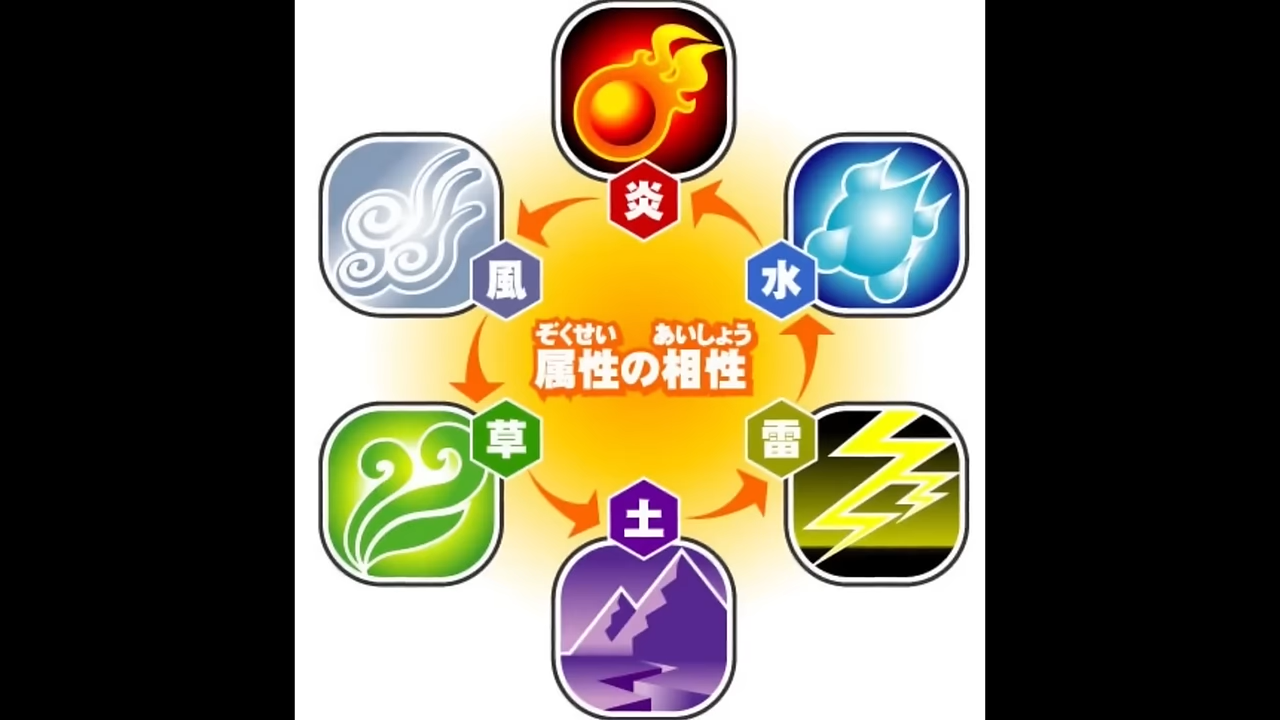 炎
風
水
ぞくせい あいしょう
属性の相性
草
雷
土